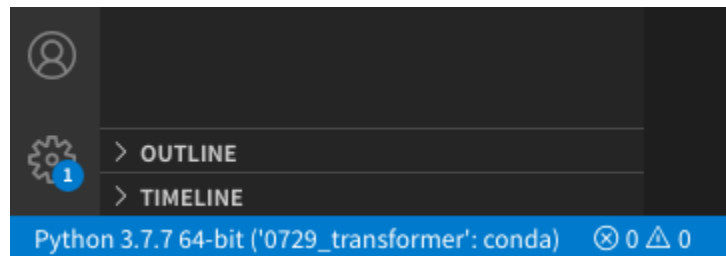 OUTLINE
1
TIMELINE
Python 3.7.7 64-bit ('0729_transformer': conda) 0 0